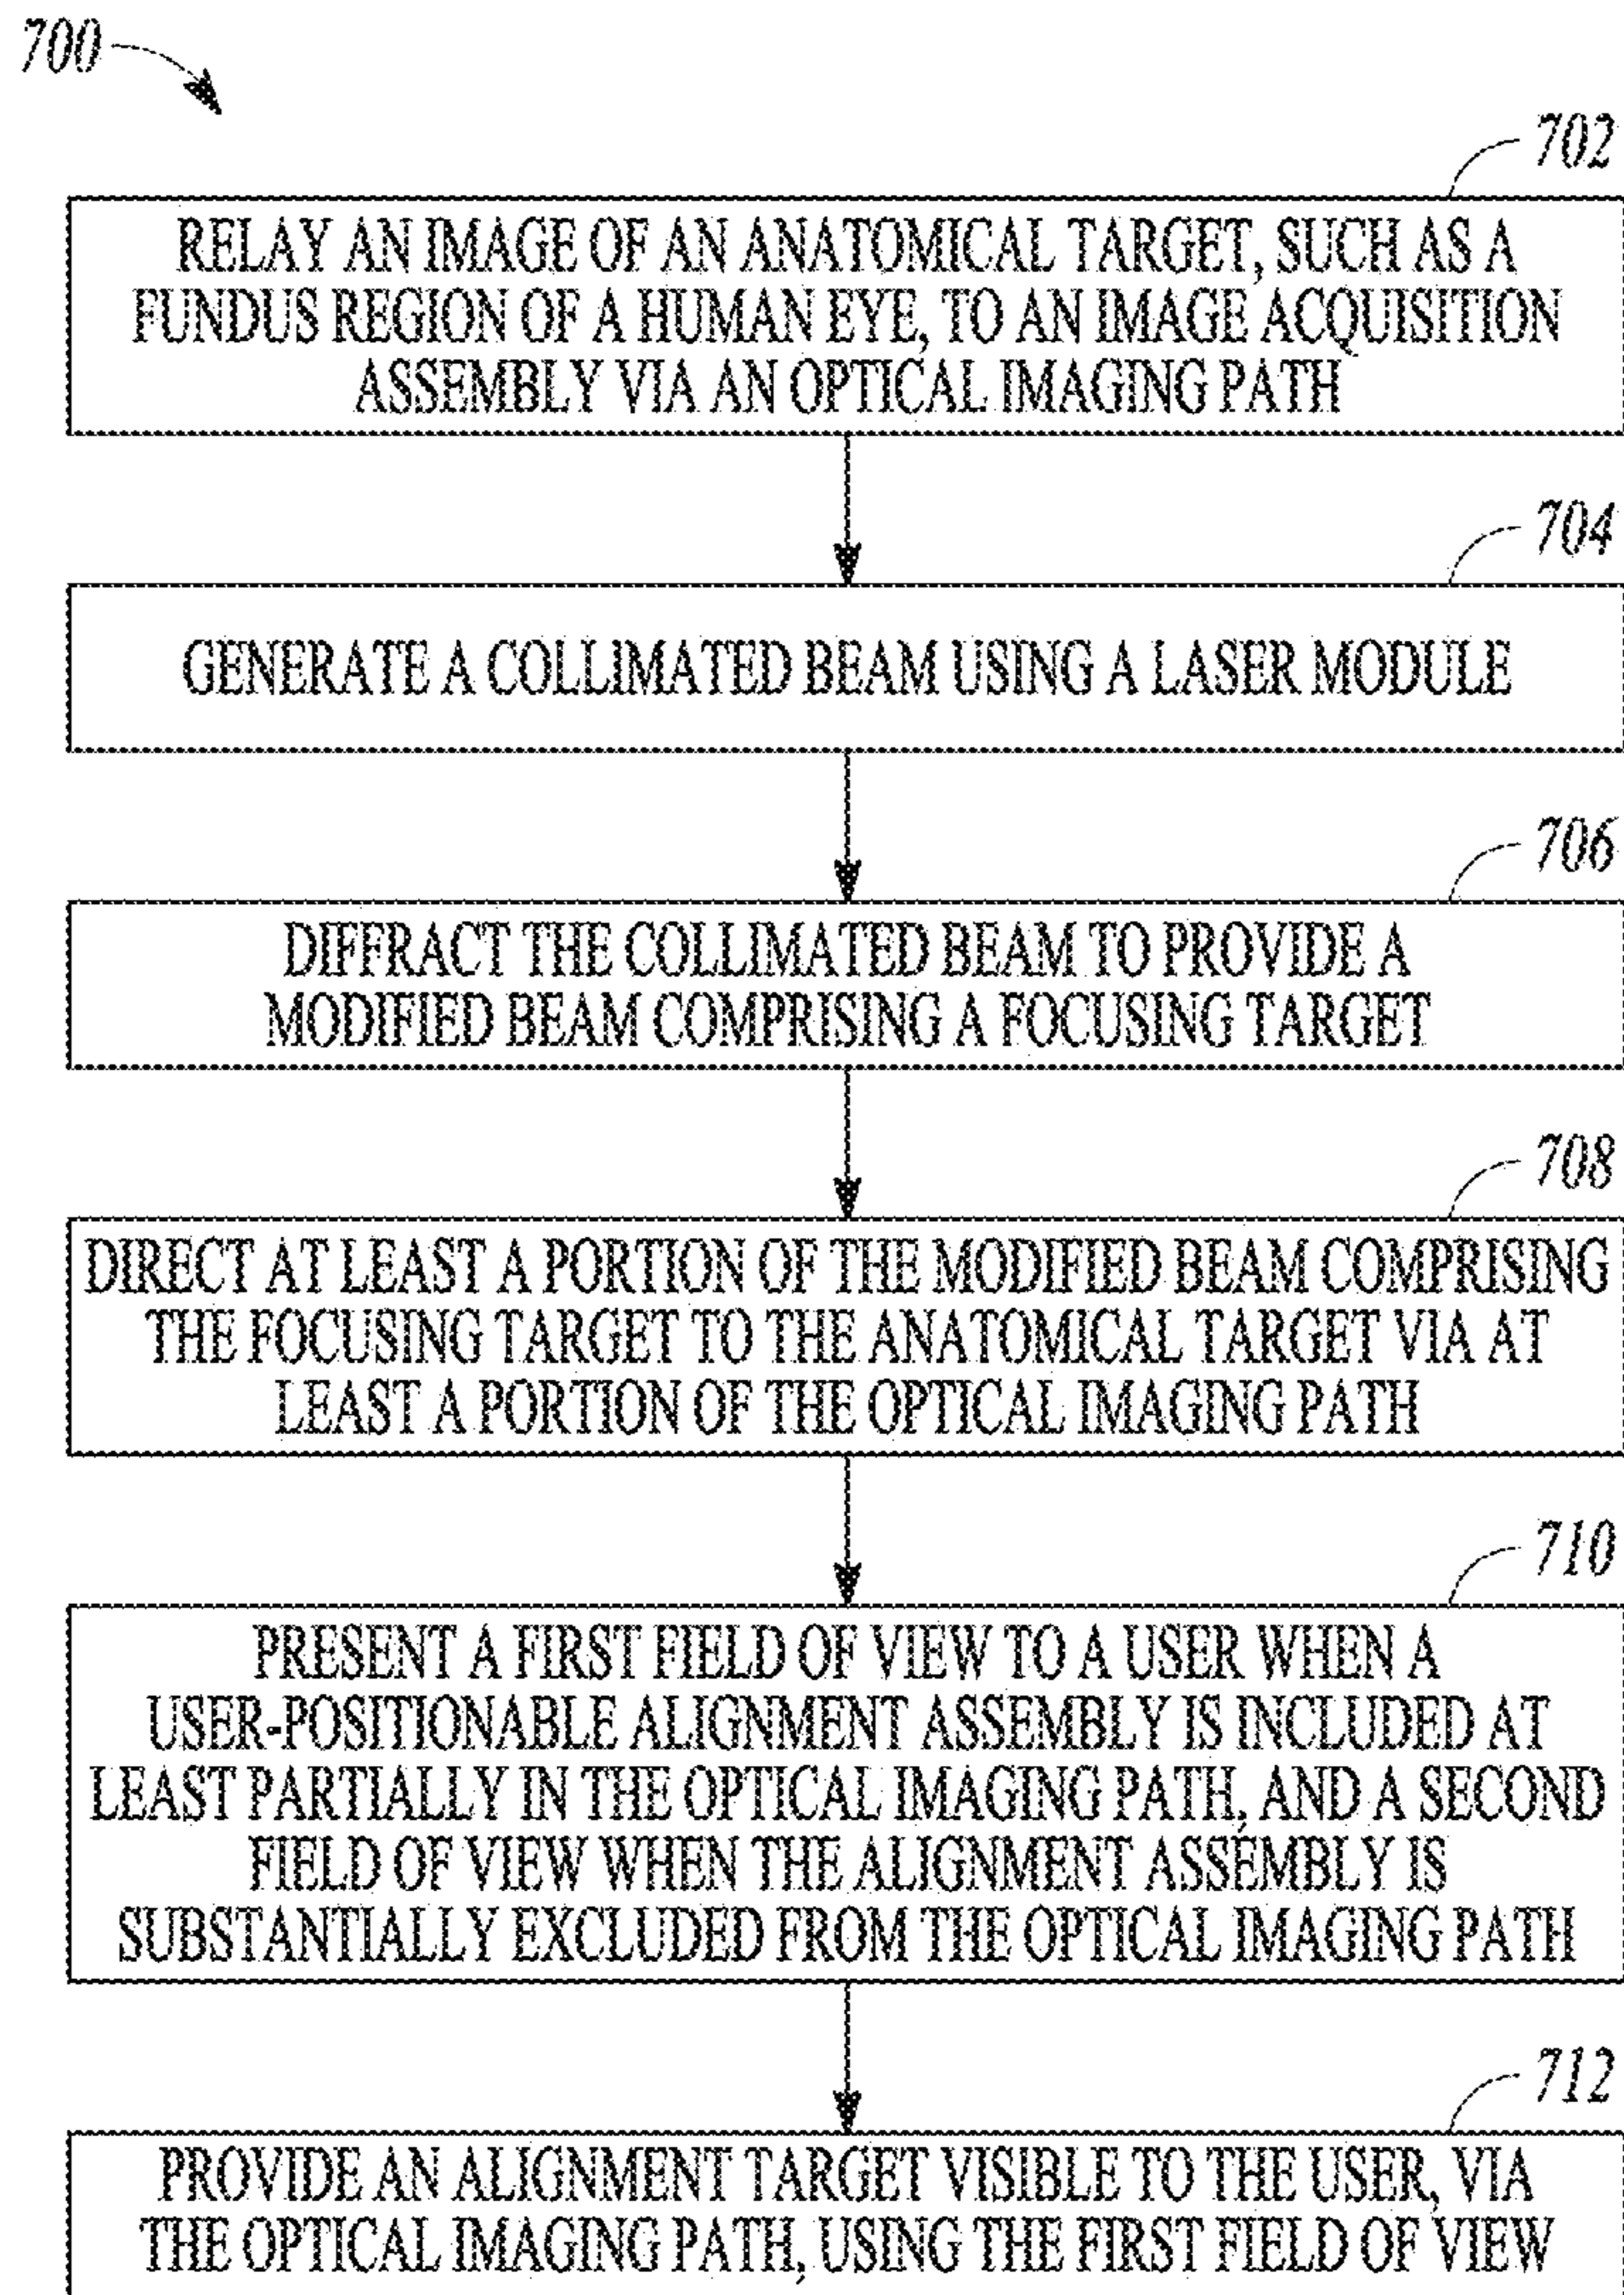 700
702
RELAY AN IMAGE OF AN ANATOMICAL TARGET, SUCH AS A
FUNDUS REGION OF A HUMAN EYE, TO AN IMAGE ACQUISITION
ASSEMBLY VIA AN OPTICAL IMAGING PATH
704
GENERATE A COLLIMATED BEAM USING A LASER MODULE
706
DIFFRACT THE COLLIMATED BEAM TO PROVIDE A
MODIFIED BEAM COMPRISING A FOCUSING TARGET
708
DIRECT AT LEAST A PORTION OF THE MODIFIED BEAM COMPRISING
THE FOCUSING TARGET TO THE ANATOMICAL TARGET VIA AT
LEAST A PORTION OF THE OPTICAL IMAGING PATH
710
PRESENT A FIRST FIELD OF VIEW TO A USER WHEN A
USER-POSITIONABLE ALIGNMENT ASSEMBLY IS INCLUDED AT
LEAST PARTIALLY IN THE OPTICAL IMAGING PATH, AND A SECOND
FIELD OF VIEW WHEN THE ALIGNMENT ASSEMBLY IS
SUBSTANTIALLY EXCLUDED FROM THE OPTICAL IMAGING PATH
712
PROVIDE AN ALIGNMENT TARGET VISIBLE TO THE USER, VIA
THE OPTICAL IMAGING PATH, USING THE FIRST FIELD OF VIEW